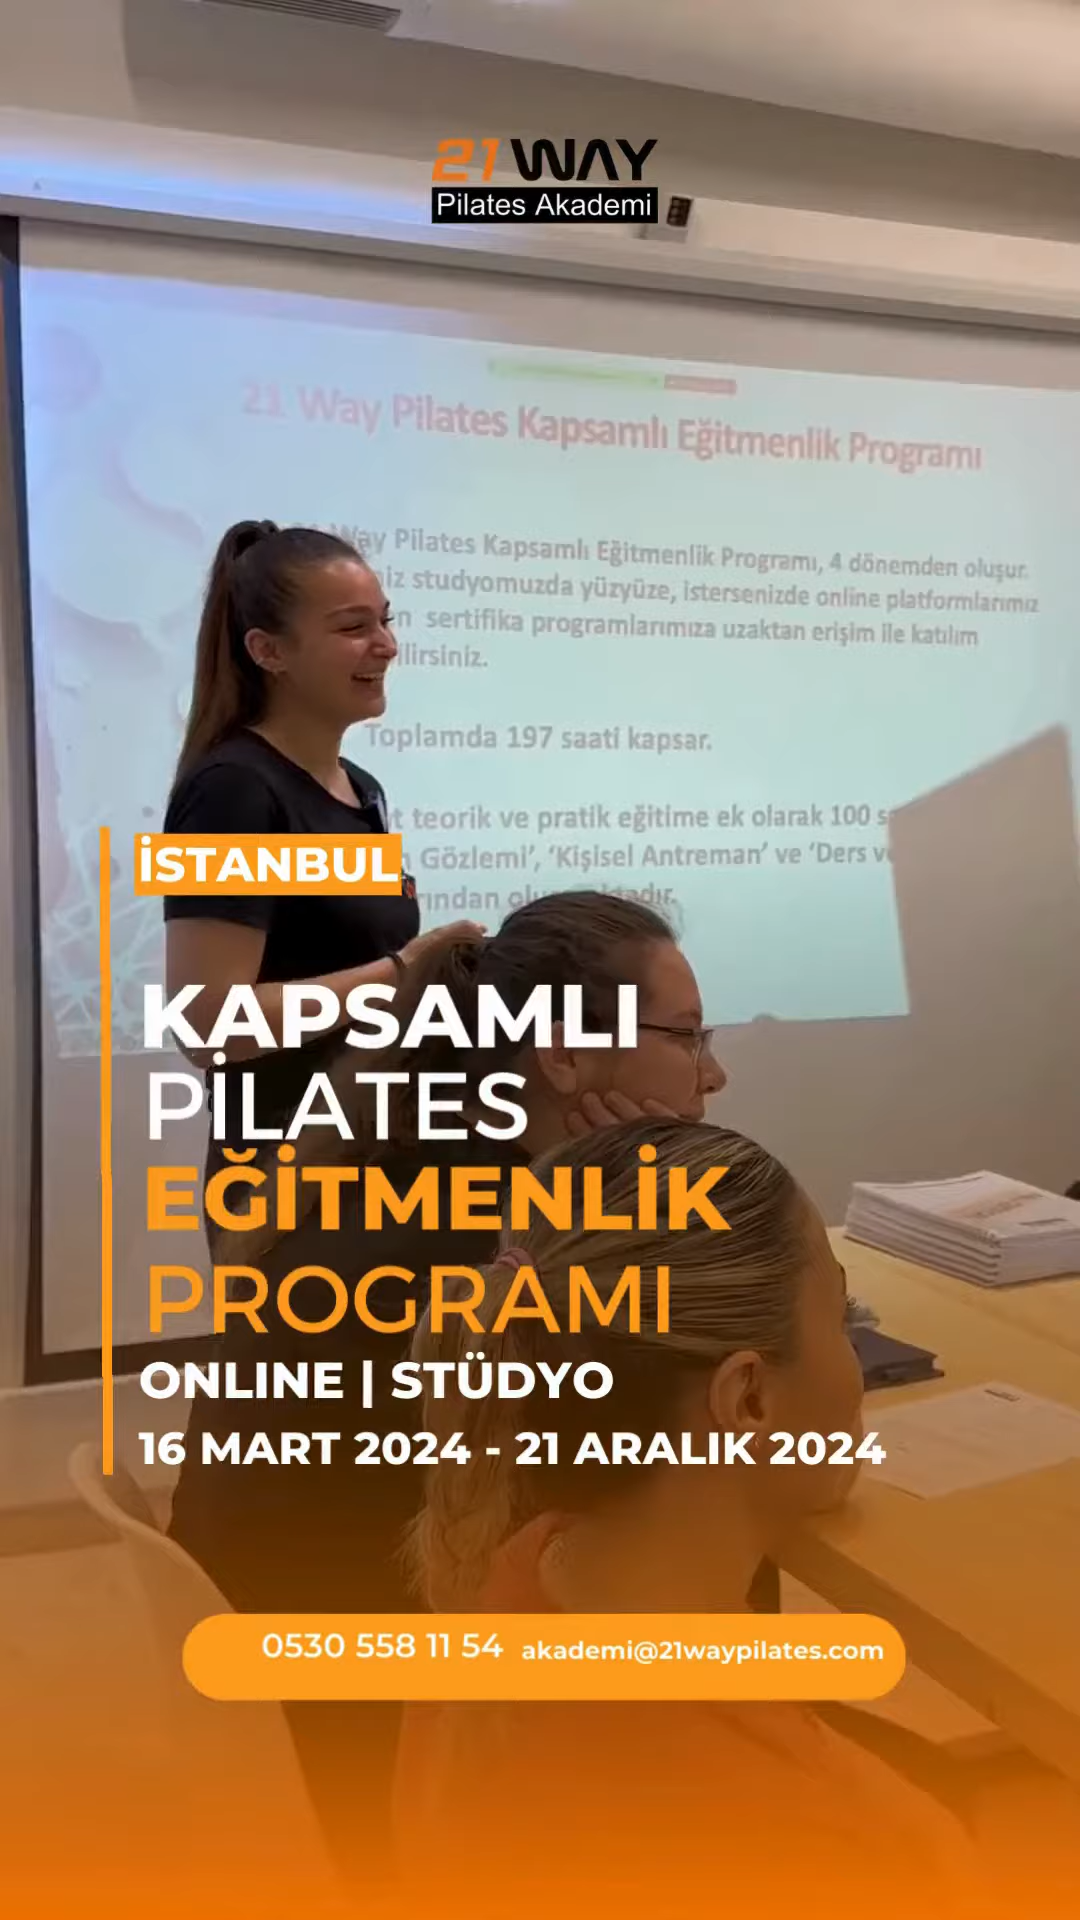 21 WAY
Pilates Akademi
21 Way Pilates Kapsamlı Eğitmenlik Programı
Way Pilates Kapsamlı Eğitmenlik Programı, 4 dönemden oluşur.
studyomuzda yüzyüze, istersenizde online platformlarımız
sertifika programlarımıza uzaktan erişim ile katılım
Toplamda 197 saati kapsar.
teorik ve pratik eğitime ek olarak 100
Gözlemi', 'Kişisel Antreman' ve 'Ders
İSTANBUL
KAPSAMLI
PİLATES
EĞİTMENLİK
PROGRAMI
ONLINE | STÜDYO
16 MART 2024 - 21 ARALIK 2024
0530 558 11 54 akademi@21waypilates.com